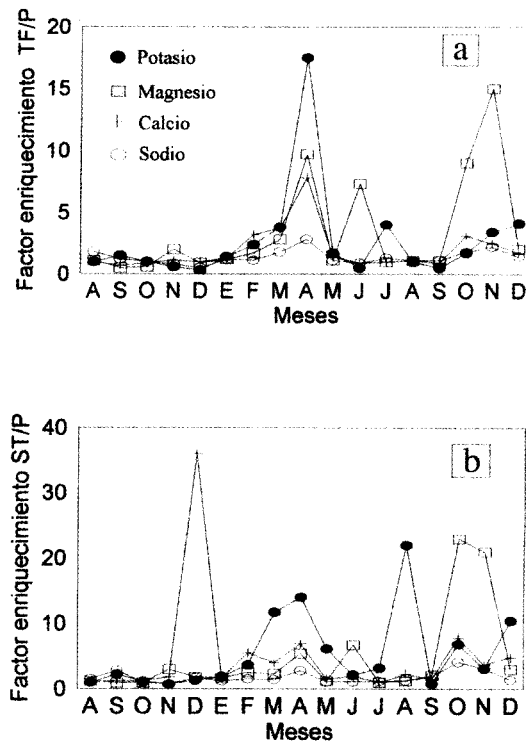 Factor enriquecimiento TF/P
20
15
10
5
0
a
Potasio
Magnesio
Calcio
Sodio
A S O N D E F M A M J J A S O N D
Meses
Factor enriquecimiento ST/P
40
30
20
10
0
b
A S O N D E F M A M J J A S O N D
Meses